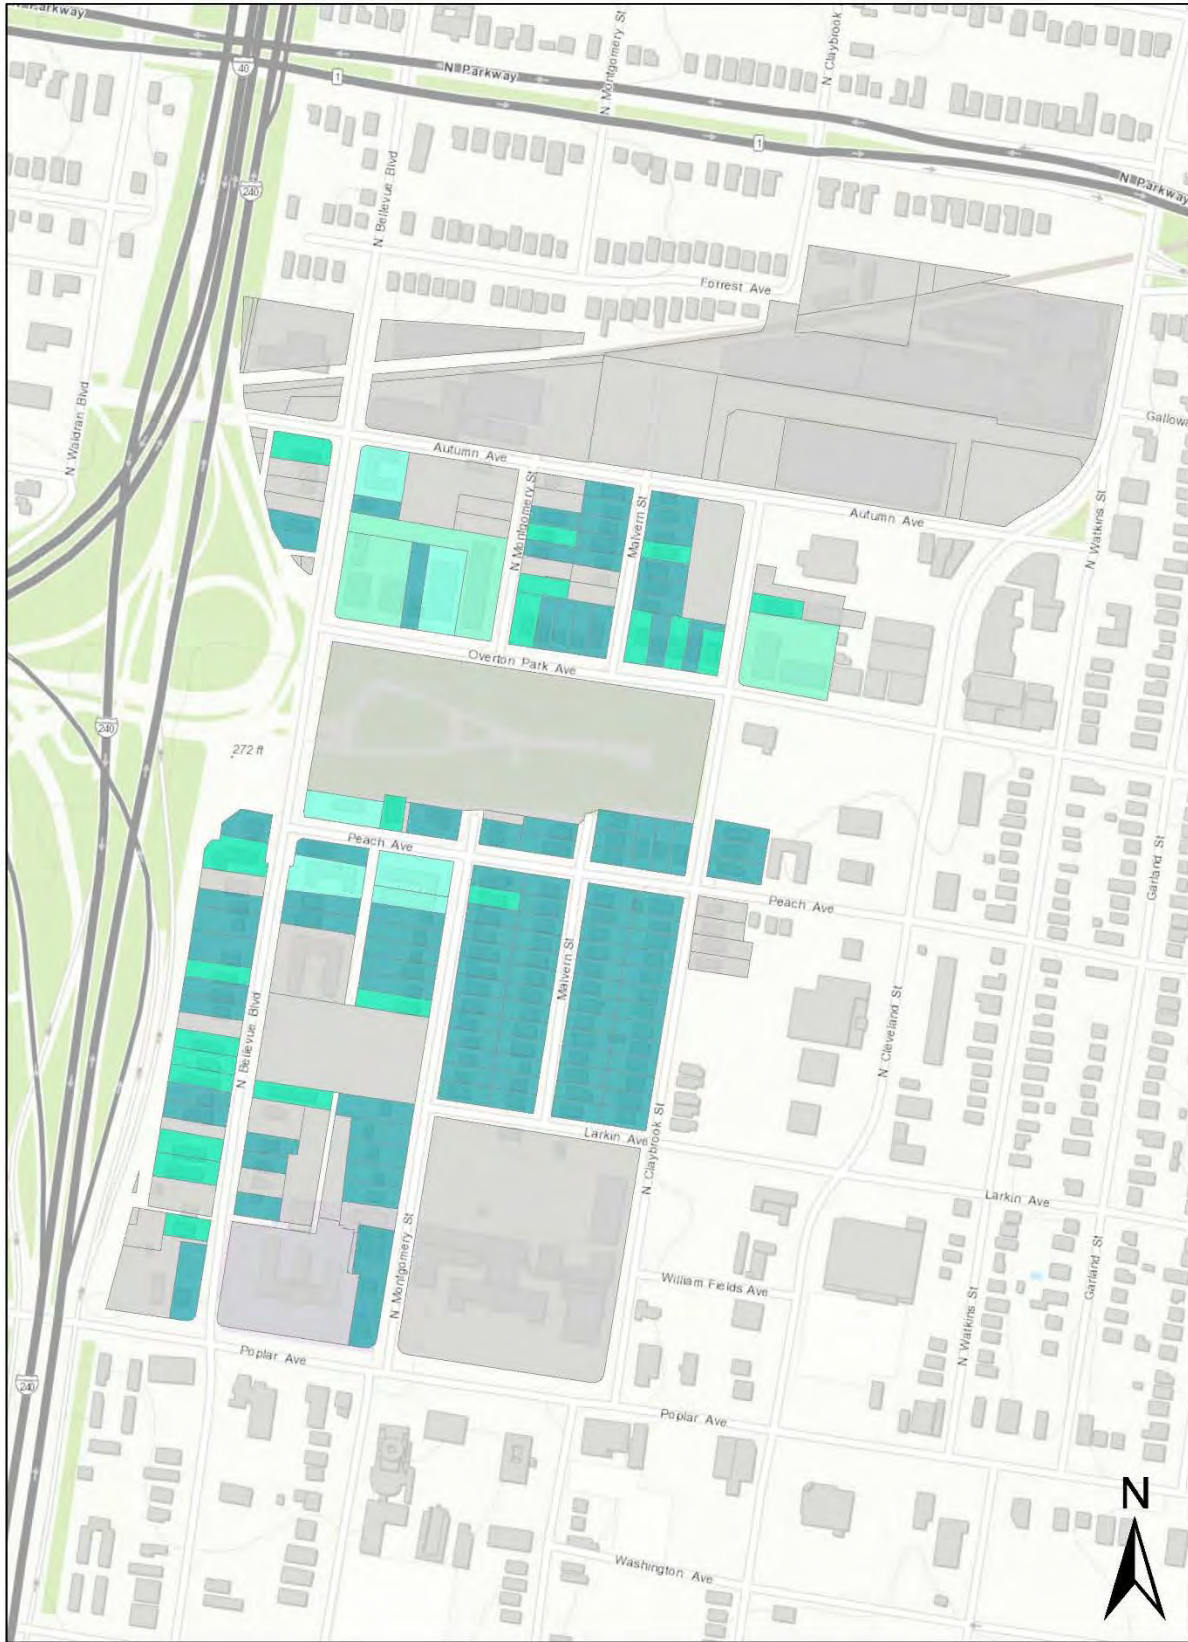 N Parkway
40
1
N Parkway
N Montgomery St
N Claybrook
1
240
N Parkway
N Bellevue Blvd
Forrest Ave
N Waldran Blvd
Autumn Ave
Gallowa
N Montgomery St
Malvern St
Autumn Ave
N Watkins St
Overton Park Ave
240
272 ft
Peach Ave
Garland St
Peach Ave
Malvern St
N Bellevue Blvd
N Cleveland St
Larkin Ave
N Claybrook St
Larkin Ave
N Montgomery St
Garland St
William Fields Ave
N Watkins St
Poplar Ave
240
Poplar Ave
N
Washington Ave